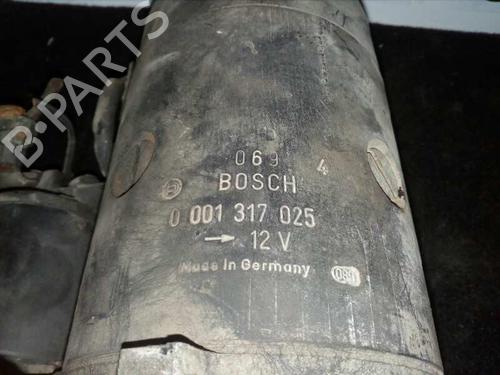 B-PARTS
069 4
BOSCH
0 001 317 025
→ 12 V
Made in Germany